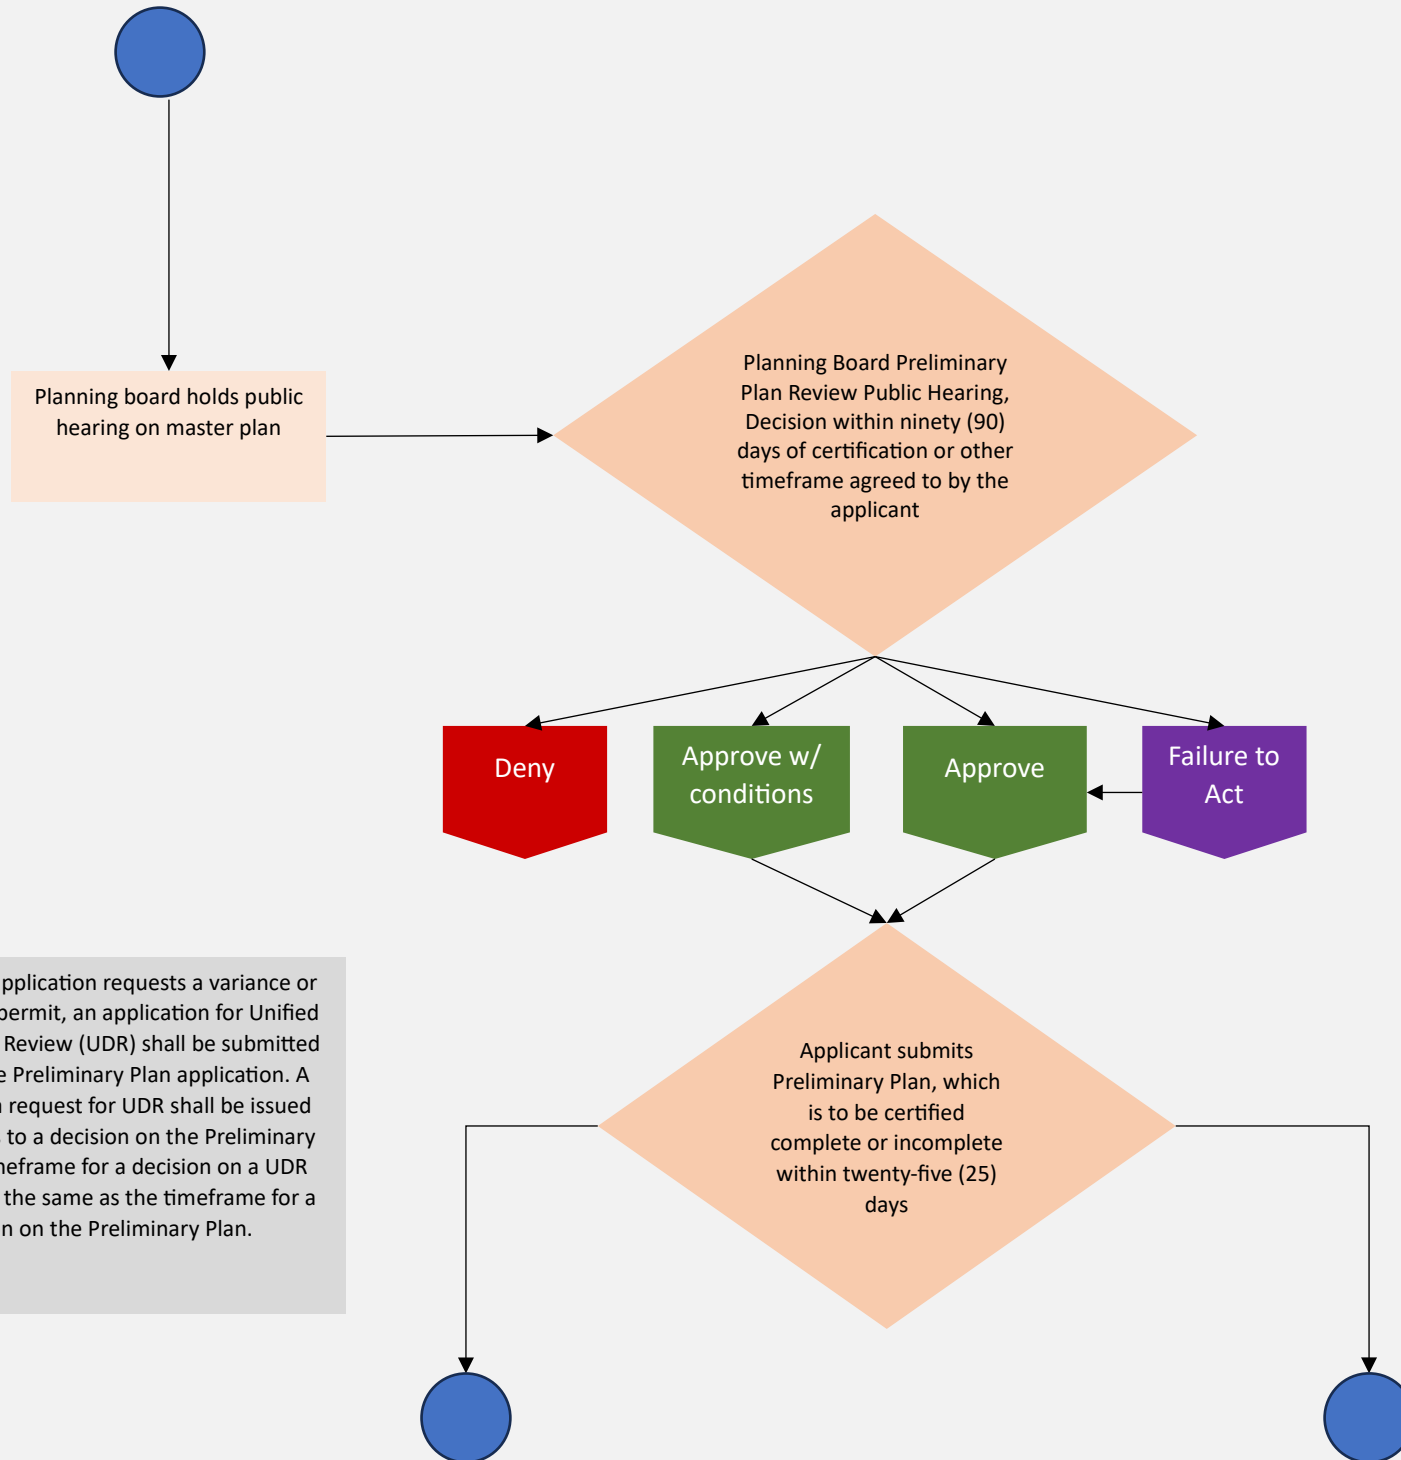 Planning board holds public
hearing on master plan
Planning Board Preliminary
Plan Review Public Hearing,
Decision within ninety (90)
days of certification or other
timeframe agreed to by the
applicant
Deny
Approve w/
conditions
Approve
Failure to
Act
pplication requests a variance or
permit, an application for Unified
Review (UDR) shall be submitted
e Preliminary Plan application. A
request for UDR shall be issued
to a decision on the Preliminary
meframe for a decision on a UDR
the same as the timeframe for a
n on the Preliminary Plan.
Applicant submits
Preliminary Plan, which
is to be certified
complete or incomplete
within twenty-five (25)
days